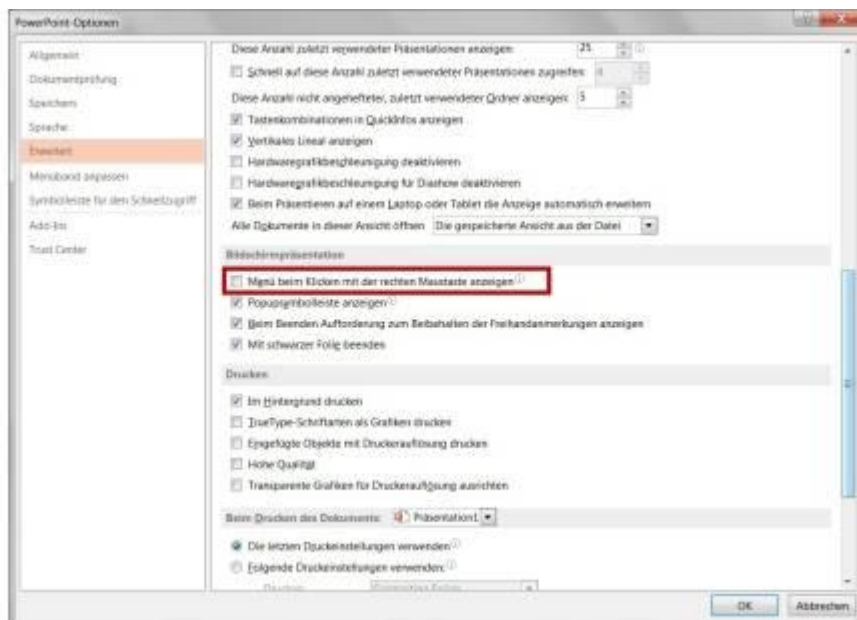 PowerPoint-Optionen
Allgemein
Dokumentprüfung
Speichern
Sprache
Erweitert
Menüband anpassen
Symbolleiste für den Schnellzugriff
Add-Ins
Trust Center
Diese Anzahl zuletzt verwendeter Präsentationen anzeigen: 25
Schnell auf diese Anzahl zuletzt verwendeter Präsentationen zugreifen: 4
Diese Anzahl nicht angehefteter, zuletzt verwendeter Ordner anzeigen: 5
Tastenkombinationen in QuickInfos anzeigen
Vertikales Lineal anzeigen
Hardwaregrafikbeschleunigung deaktivieren
Hardwaregrafikbeschleunigung für Diashow deaktivieren
Beim Präsentieren auf einem Laptop oder Tablet die Anzeige automatisch erweitern
Alle Dokumente in dieser Ansicht öffnen Die gespeicherte Ansicht aus der Datei
Bildschirmpräsentation
Menü beim Klicken mit der rechten Maustaste anzeigen
Popupsymbolleiste anzeigen
Beim Beenden Aufforderung zum Beibehalten der Freihandanmerkungen anzeigen
Mit schwarzer Folie beenden
Drucken
Im Hintergrund drucken
TrueType-Schriftarten als Grafiken drucken
Eingefügte Objekte mit Druckerauflösung drucken
Hohe Qualität
Transparente Grafiken für Druckerauflösung ausrichten
Beim Drucken des Dokuments: Präsentation1
Die letzten Druckeinstellungen verwenden
Folgende Druckeinstellungen verwenden:
OK
Abbrechen